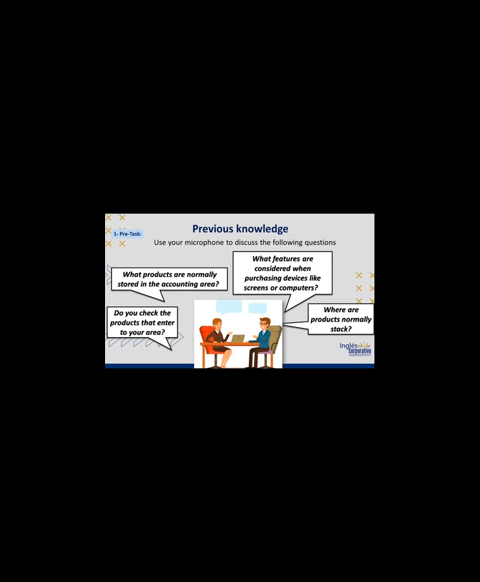 Previous knowledge
1- Pre-Task:
Use your microphone to discuss the following questions
What features are
considered when
purchasing devices like
screens or computers?
What products are normally
stored in the accounting area?
Do you check the
products that enter
to your area?
Where are
products normally
stack?
Inglés
Corporativo